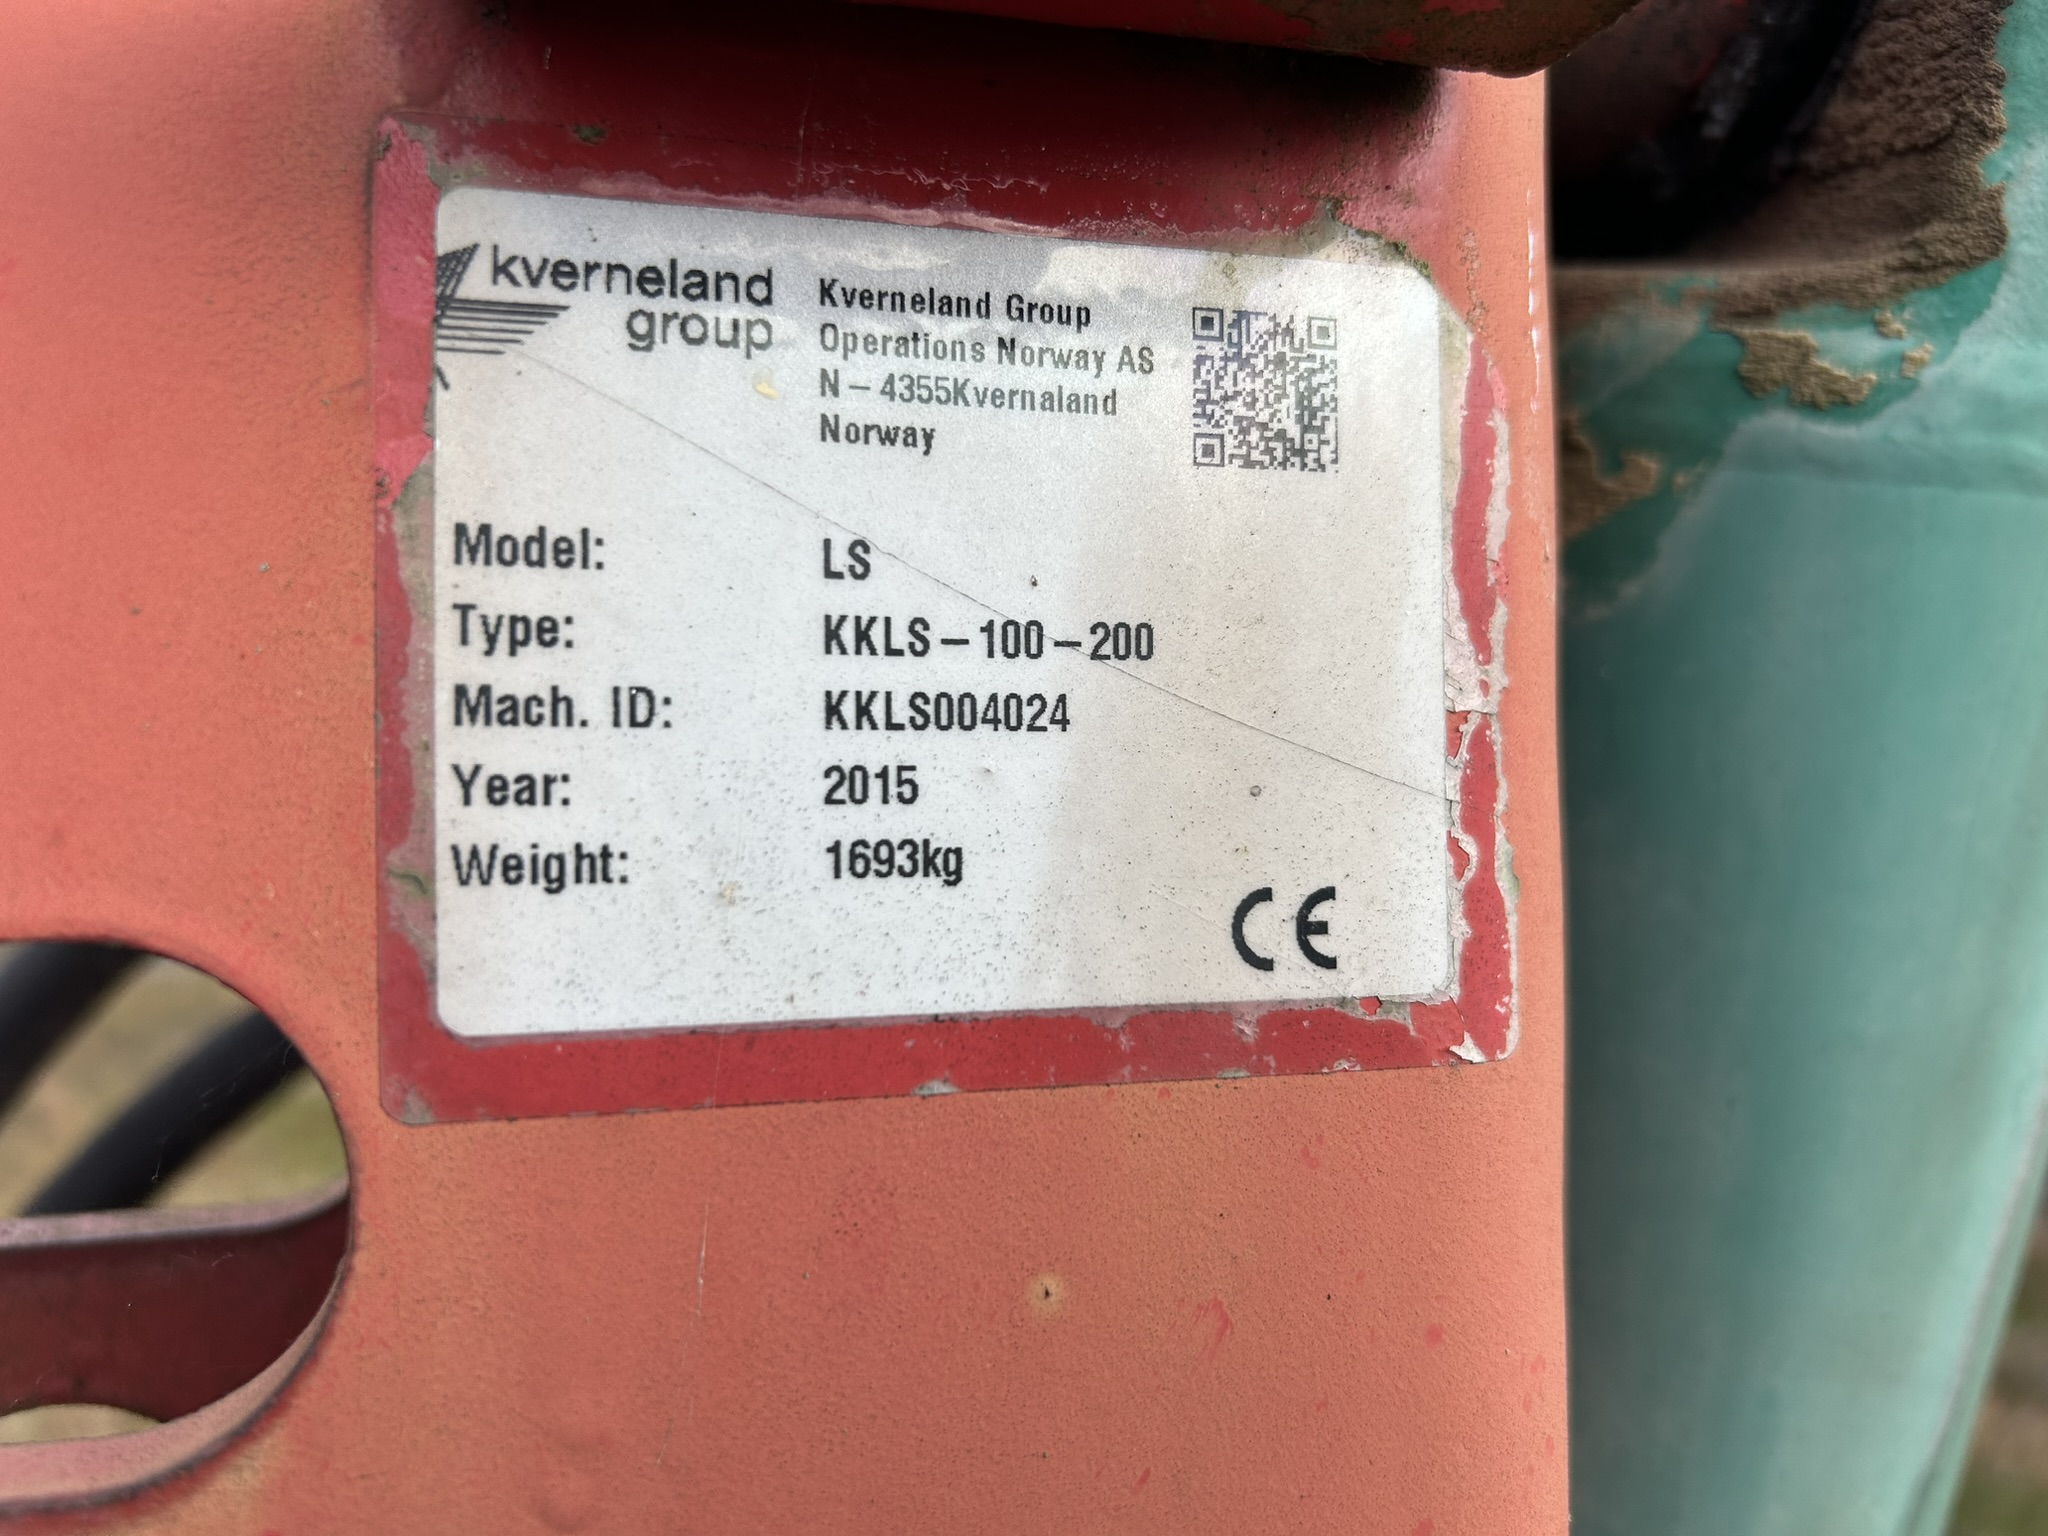 kverneland
group
Kverneland Group
Operations Norway AS
N – 4355Kvernaland
Norway
Model: LS
Type: KKLS – 100 – 200
Mach. ID: KKLS004024
Year: 2015
Weight: 1693kg
CE